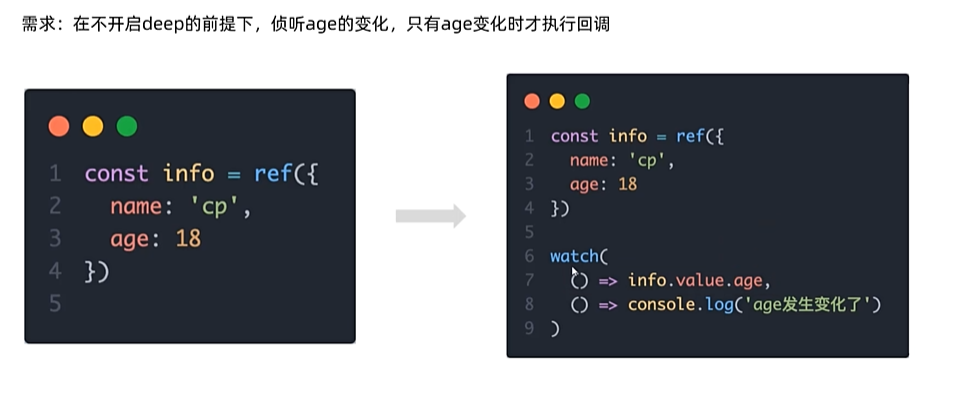 需求：在不开启deep的前提下，侦听age的变化，只有age变化时才执行回调
1 const info = ref({
2 name: 'cp',
3 age: 18
4 })
5
1 const info = ref({
2 name: 'cp',
3 age: 18
4 })
5
6 watch(
7 () => info.value.age,
8 () => console.log('age发生变化了')
9 )